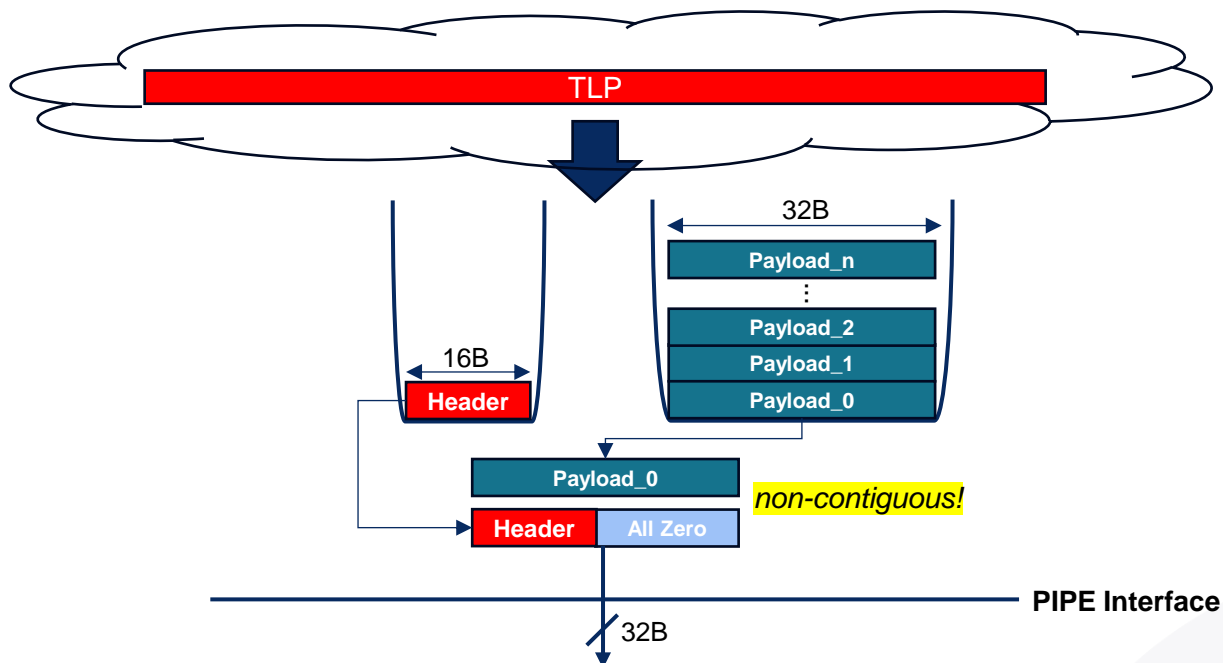 TLP
32B
Payload_n
⋮
Payload_2
16B
Payload_1
Header
Payload_0
Payload_0
non-contiguous!
Header
All Zero
PIPE Interface
32B